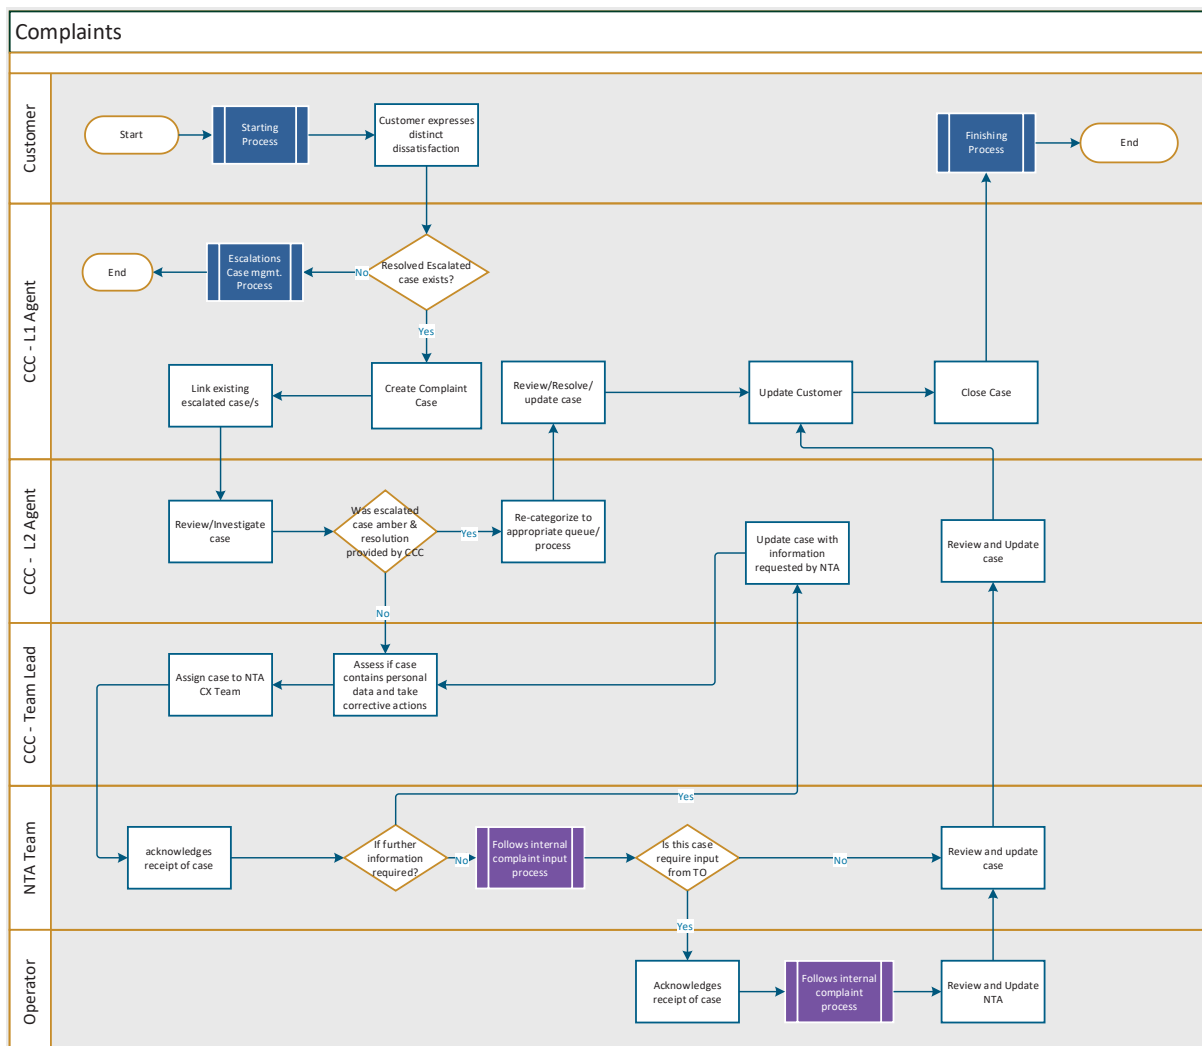 Complaints
Customer
Start
Starting
Process
Customer expresses
distinct
dissatisfaction
Finishing
Process
End
CCC - L1 Agent
End
Escalations
Case mgmt.
Process
No
Resolved Escalated
case exists?
Yes
Link existing
escalated case/s
Create Complaint
Case
Review/Resolve/
update case
Update Customer
Close Case
CCC - L2 Agent
Review/Investigate
case
Was escalated
case amber &
resolution
provided by CCC
Yes
No
Re-categorize to
appropriate queue/
process
Update case with
information
requested by NTA
Review and Update
case
CCC - Team Lead
Assign case to NTA
CX Team
Assess if case
contains personal
data and take
corrective actions
NTA Team
acknowledges
receipt of case
If further
information
required?
Yes
No
Follows internal
complaint input
process
Is this case
require input
from TO
No
Yes
Review and update
case
Operator
Acknowledges
receipt of case
Follows internal
complaint
process
Review and Update
NTA